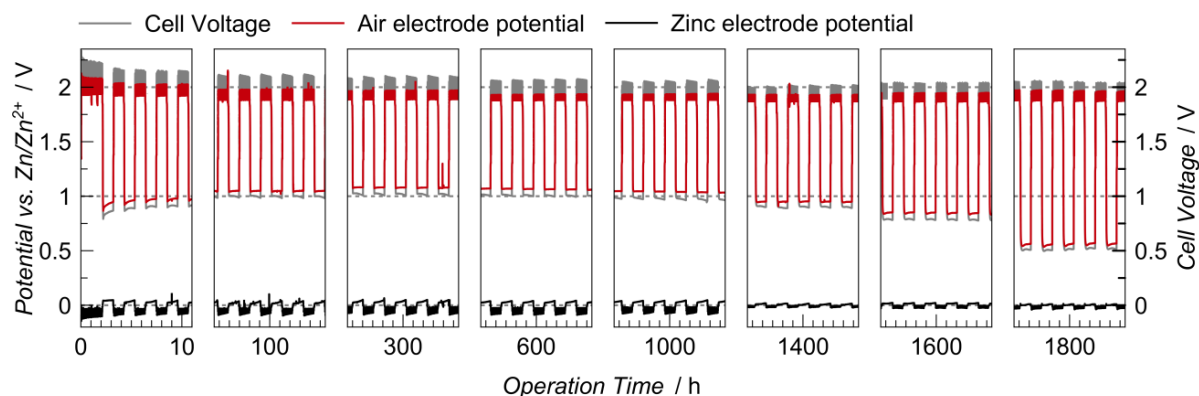 Cell Voltage Air electrode potential Zinc electrode potential
Potential vs. Zn/Zn²⁺ / V
2
1.5
1
0.5
0
2
1.5
1
0.5
0
Cell Voltage / V
0 10 100 300 600 1000 1400 1600 1800
Operation Time / h